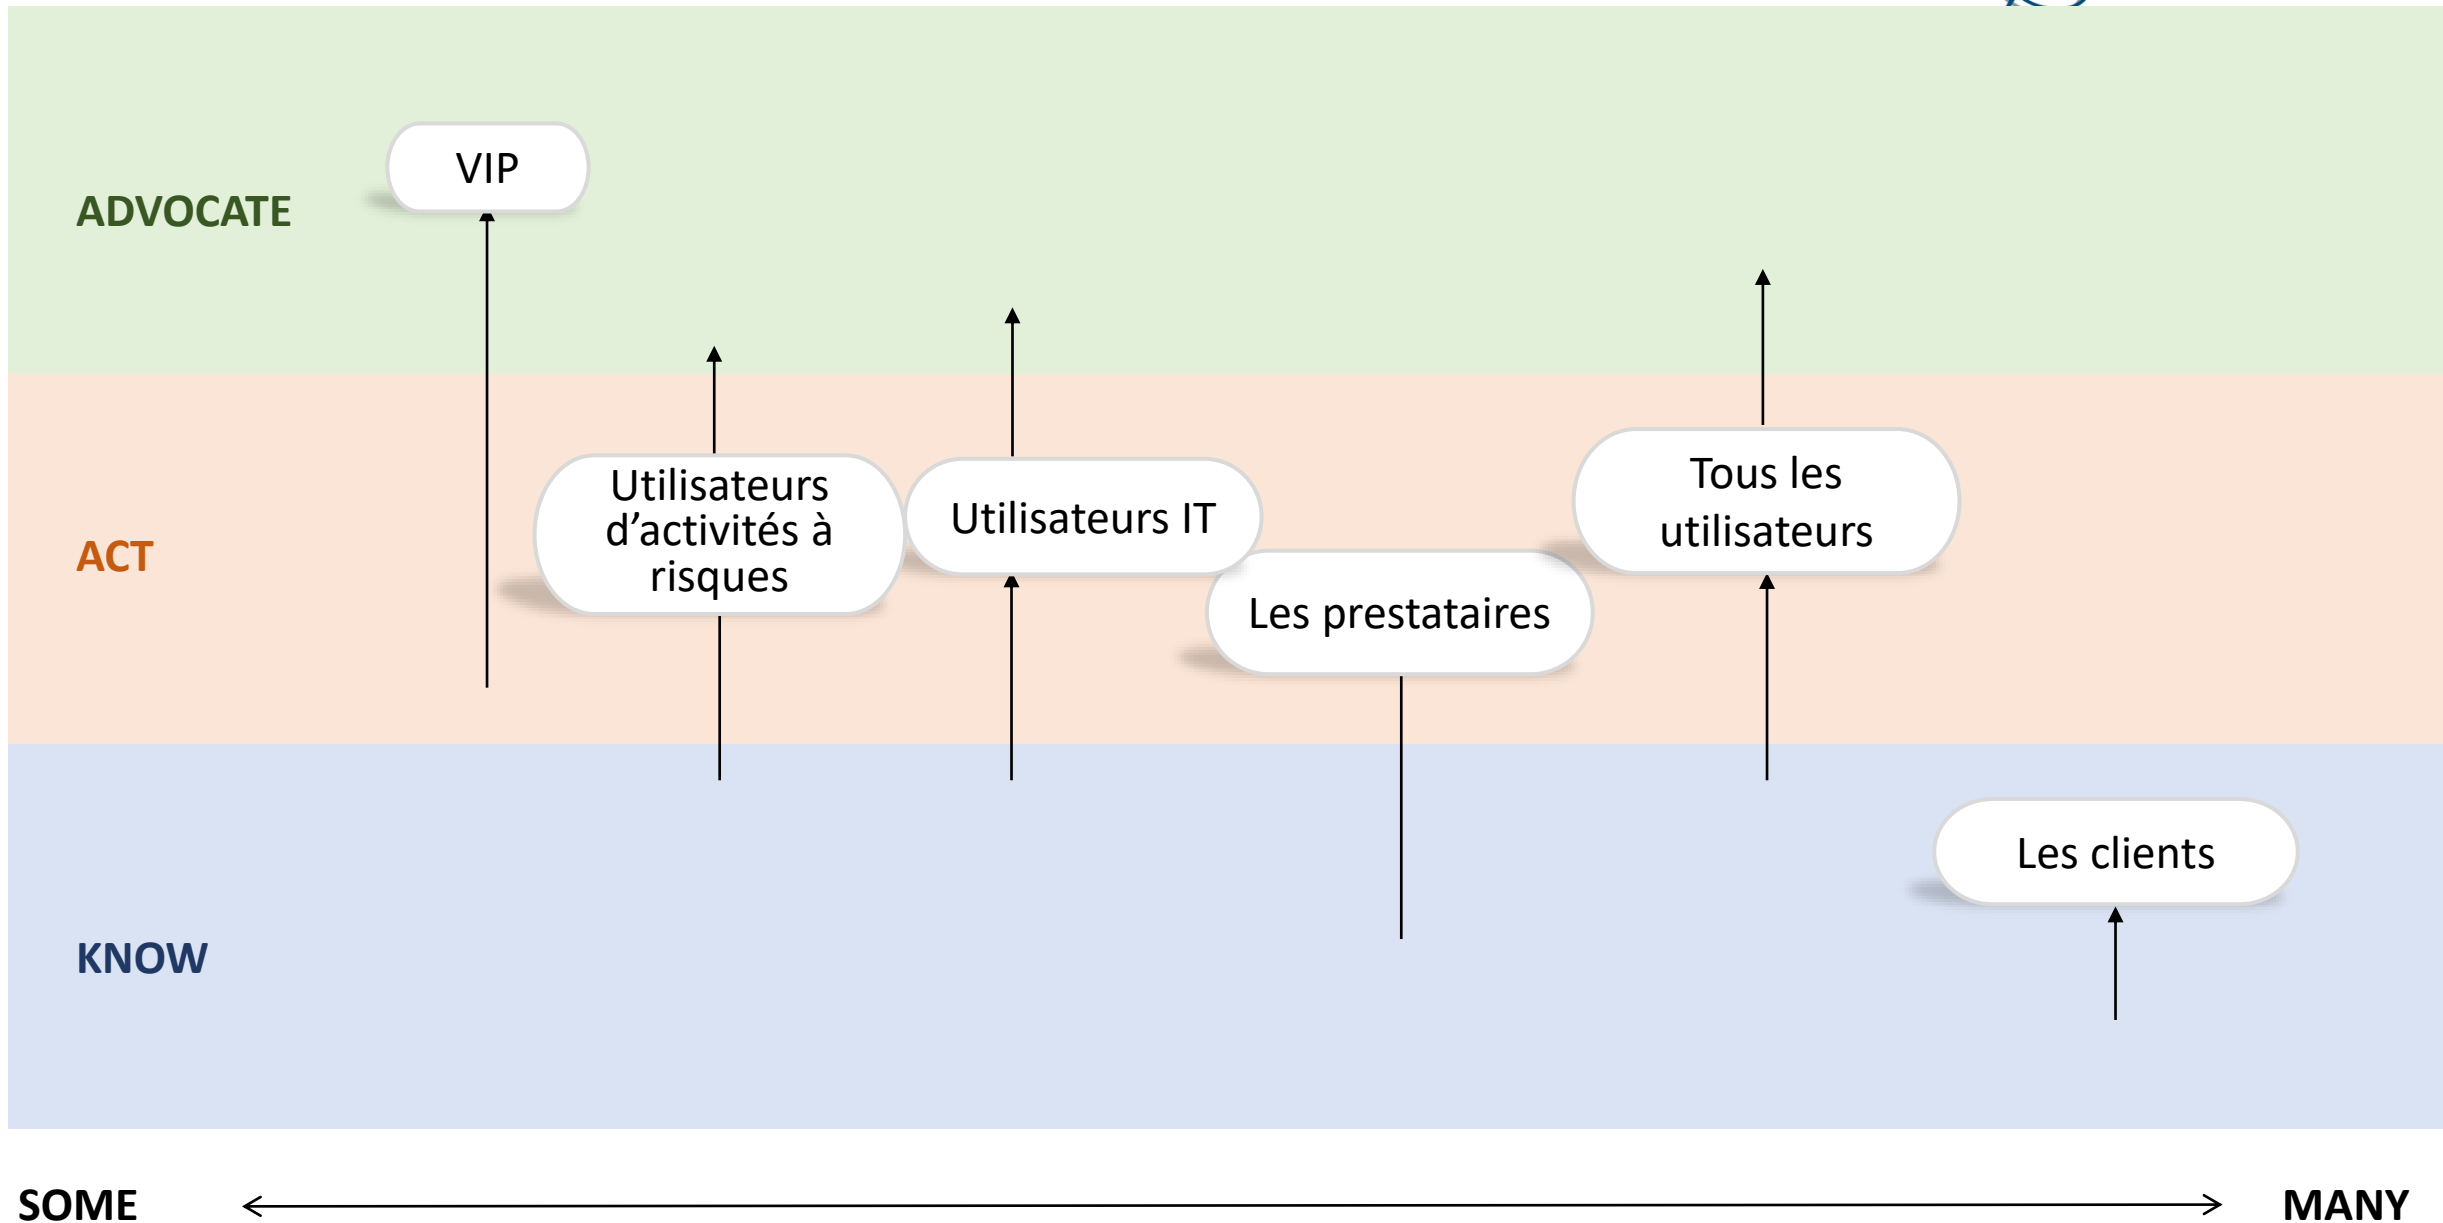 VIP
ADVOCATE
Utilisateurs
d’activités à
risques
Utilisateurs IT
Tous les
utilisateurs
ACT
Les prestataires
Les clients
KNOW
SOME
MANY